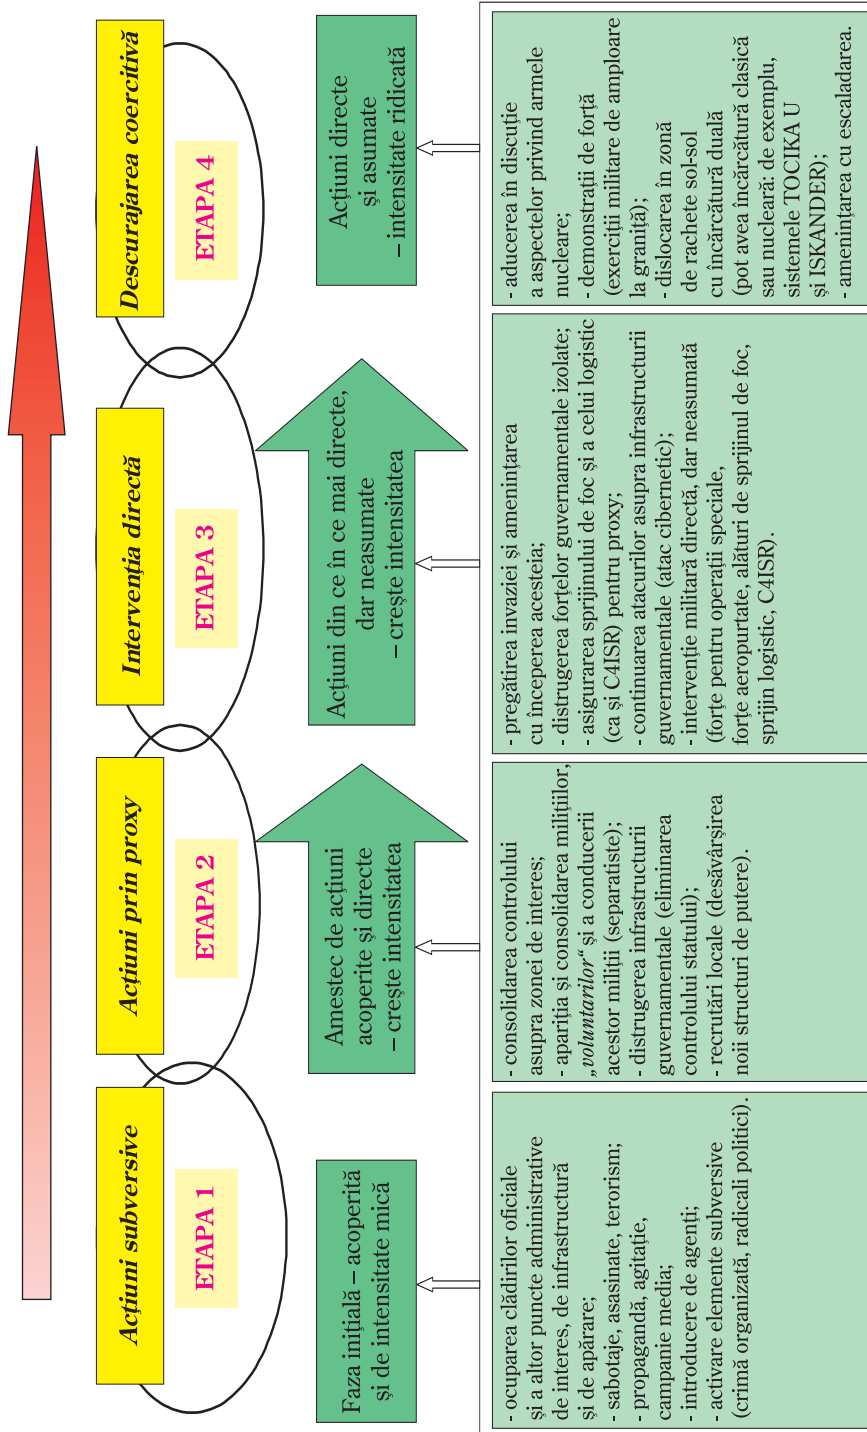 Acțiuni subversive
ETAPA 1
Faza inițială – acoperită
și de intensitate mică
- ocuparea clădirilor oficiale
și a altor puncte administrative
de interes, de infrastructură
și de apărare;
- sabotaje, asasinate, terorism;
- propagandă, agitație,
campanie media;
- introducere de agenți;
- activare elemente subversive
(crimă organizată, radicali politici).
Acțiuni prin proxy
ETAPA 2
Amestec de acțiuni
acoperite și directe
– crește intensitatea
- consolidarea controlului
asupra zonei de interes;
- apariția și consolidarea milițiilor,
„voluntarilor“ și a conducerii
acestor miliții (separatiste);
- distrugerea infrastructurii
guvernamentale (eliminarea
controlului statului);
- recrutări locale (desăvârșirea
noii structuri de putere).
Intervenția directă
ETAPA 3
Acțiuni din ce în ce mai directe,
dar neasumate
– crește intensitatea
- pregătirea invaziei și amenințarea
cu începerea acesteia;
- distrugerea forțelor guvernamentale izolate;
- asigurarea sprijinului de foc și a celui logistic
(ca și C4ISR) pentru proxy;
- continuarea atacurilor asupra infrastructurii
guvernamentale (atac cibernetic);
- intervenție militară directă, dar neasumată
(forțe pentru operații speciale,
forțe aeropurtate, alături de sprijinul de foc,
sprijin logistic, C4ISR).
Descurajarea coercitivă
ETAPA 4
Acțiuni directe
și asumate
– intensitate ridicată
- aducerea în discuție
a aspectelor privind armele
nucleare;
- demonstrații de forță
(exerciții militare de amploare
la graniță);
- dislocarea în zonă
de rachete sol-sol
cu încărcătură duală
(pot avea încărcătură clasică
sau nucleară: de exemplu,
sistemele TOCIKA U
și ISKANDER);
- amenințarea cu escaladarea.